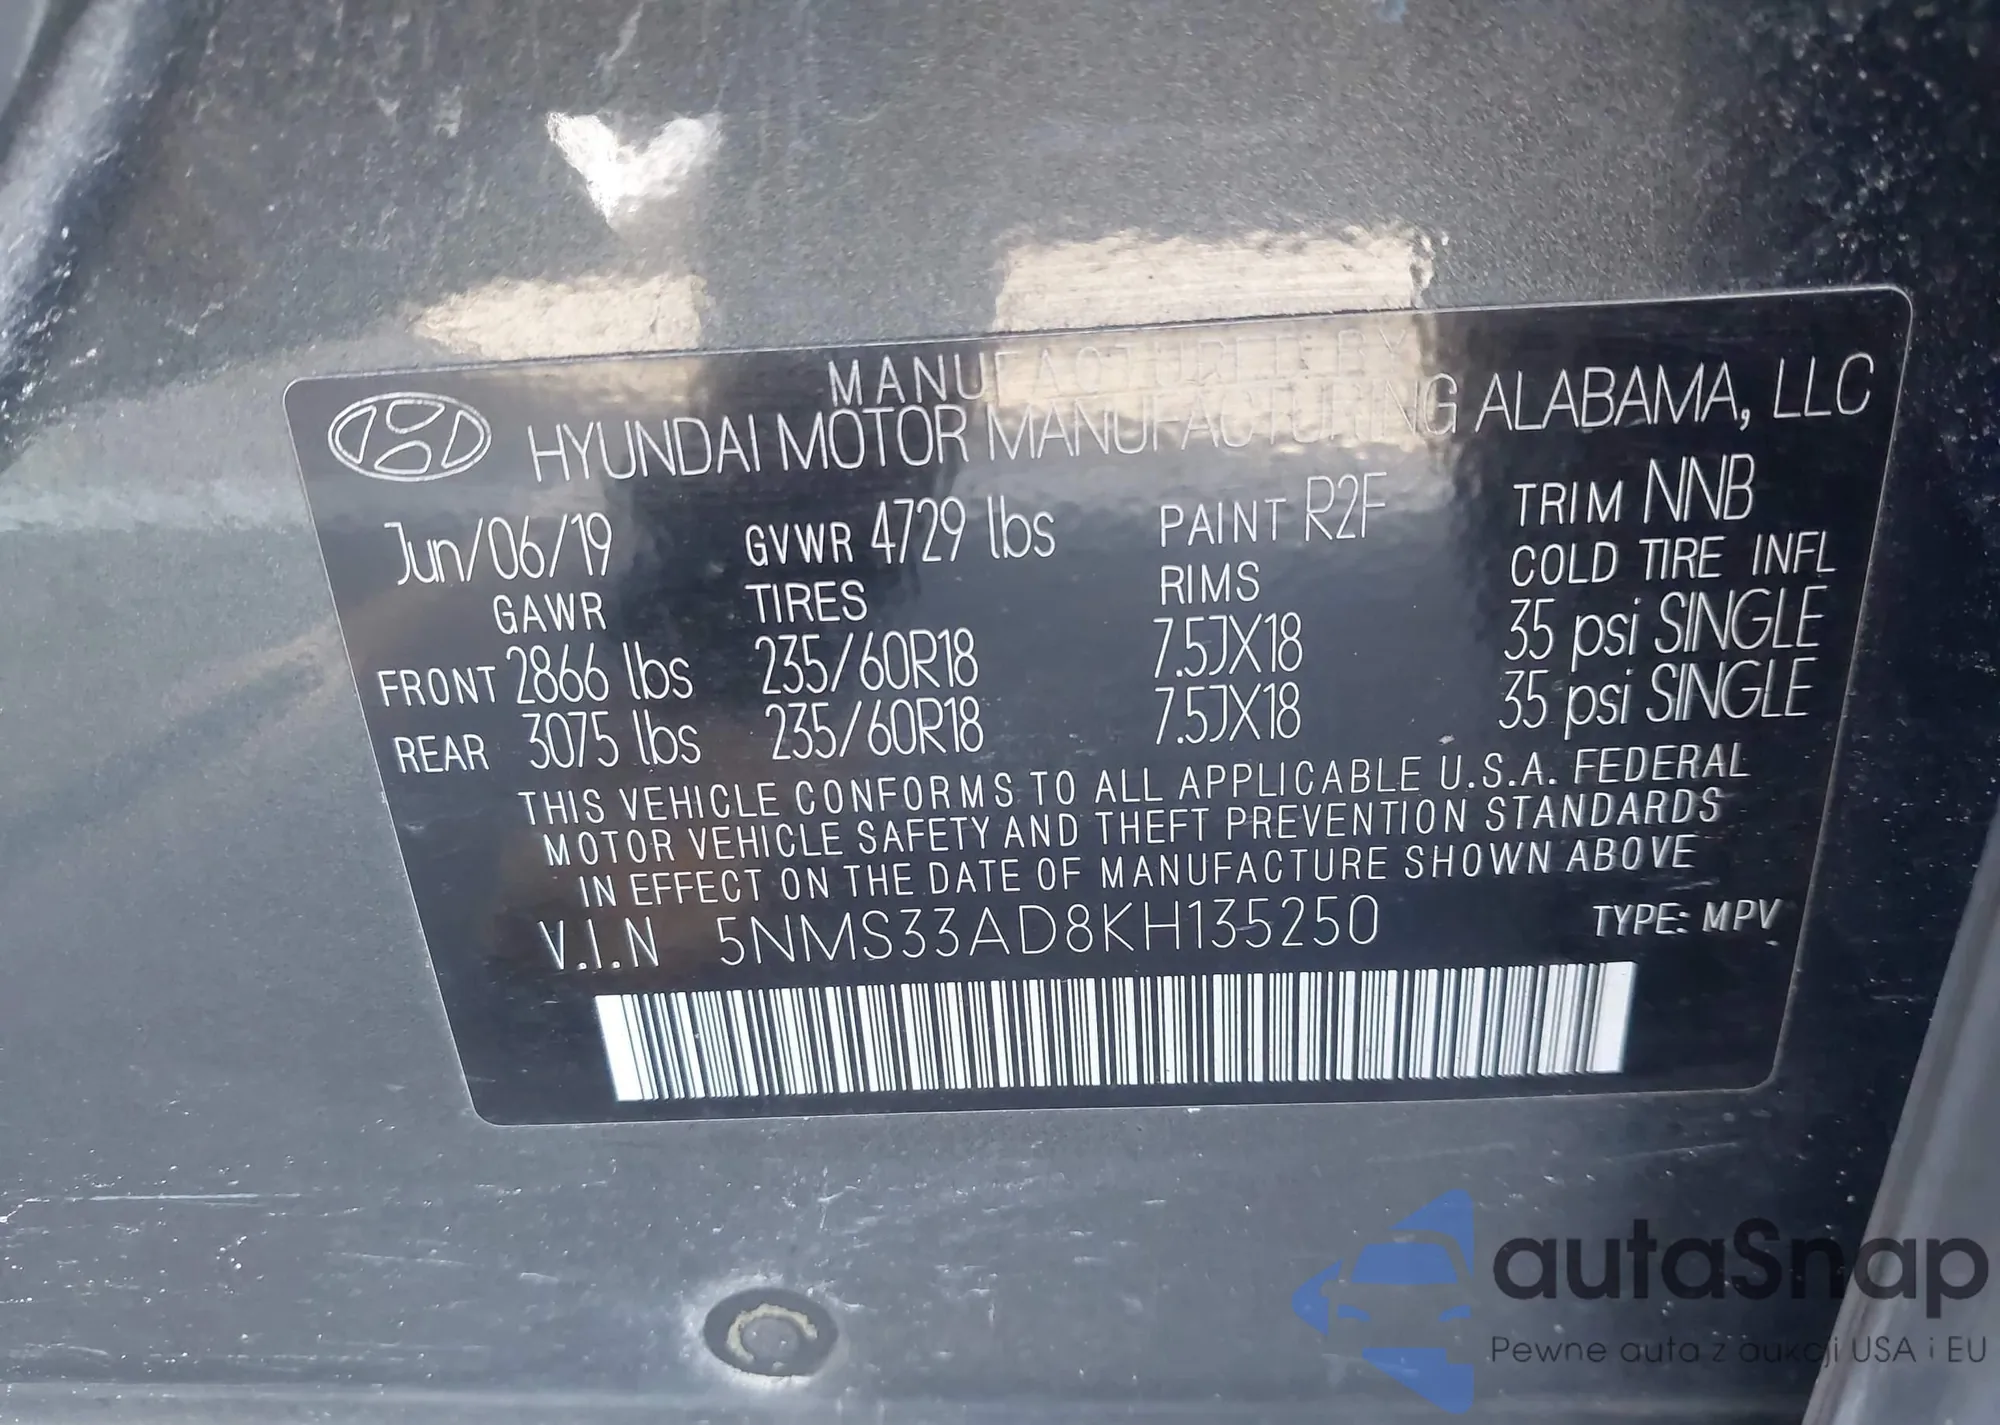 MANUFACTURED BY
HYUNDAI MOTOR MANUFACTURING ALABAMA, LLC
Jun/06/19 GVWR 4729 lbs PAINT R2F TRIM NNB
GAWR TIRES RIMS COLD TIRE INFL
FRONT 2866 lbs 235/60R18 7.5JX18 35 psi SINGLE
REAR 3075 lbs 235/60R18 7.5JX18 35 psi SINGLE
THIS VEHICLE CONFORMS TO ALL APPLICABLE U.S.A. FEDERAL
MOTOR VEHICLE SAFETY AND THEFT PREVENTION STANDARDS
IN EFFECT ON THE DATE OF MANUFACTURE SHOWN ABOVE
V.I.N 5NMS33AD8KH135250 TYPE: MPV
autaSnap
Pewne auta z aukcji USA i EU